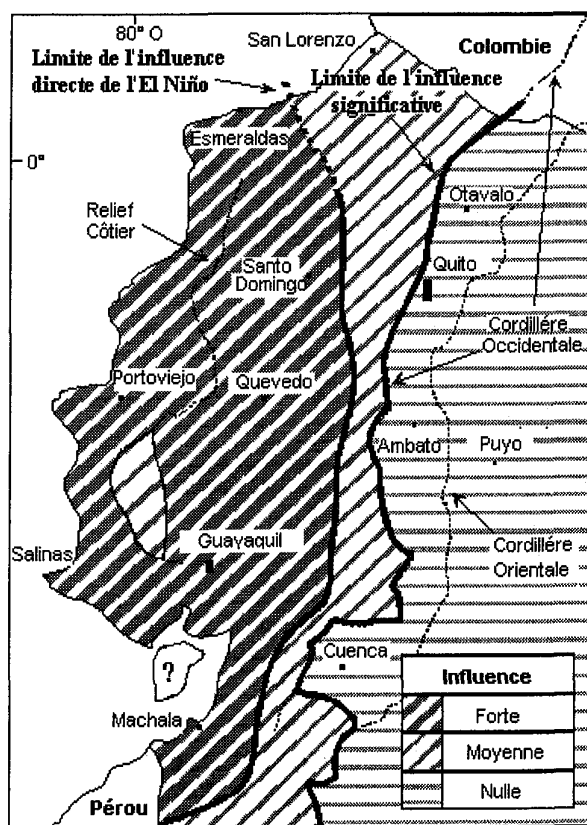 80° O
San Lorenzo
Colombie
Limite de l'influence
directe de l'El Niño
Limite de l'influence
significative
Esmeraldas
0°
Otavalo
Relief
Côtier
Quito
Santo
Domingo
Cordillére
Occidentale
Portoviejo
Quevedo
Ambato
Puyo
Salinas
Guayaquil
Cordillére
Orientale
Cuenca
?
Machala
Pérou
Influence
Forte
Moyenne
Nulle